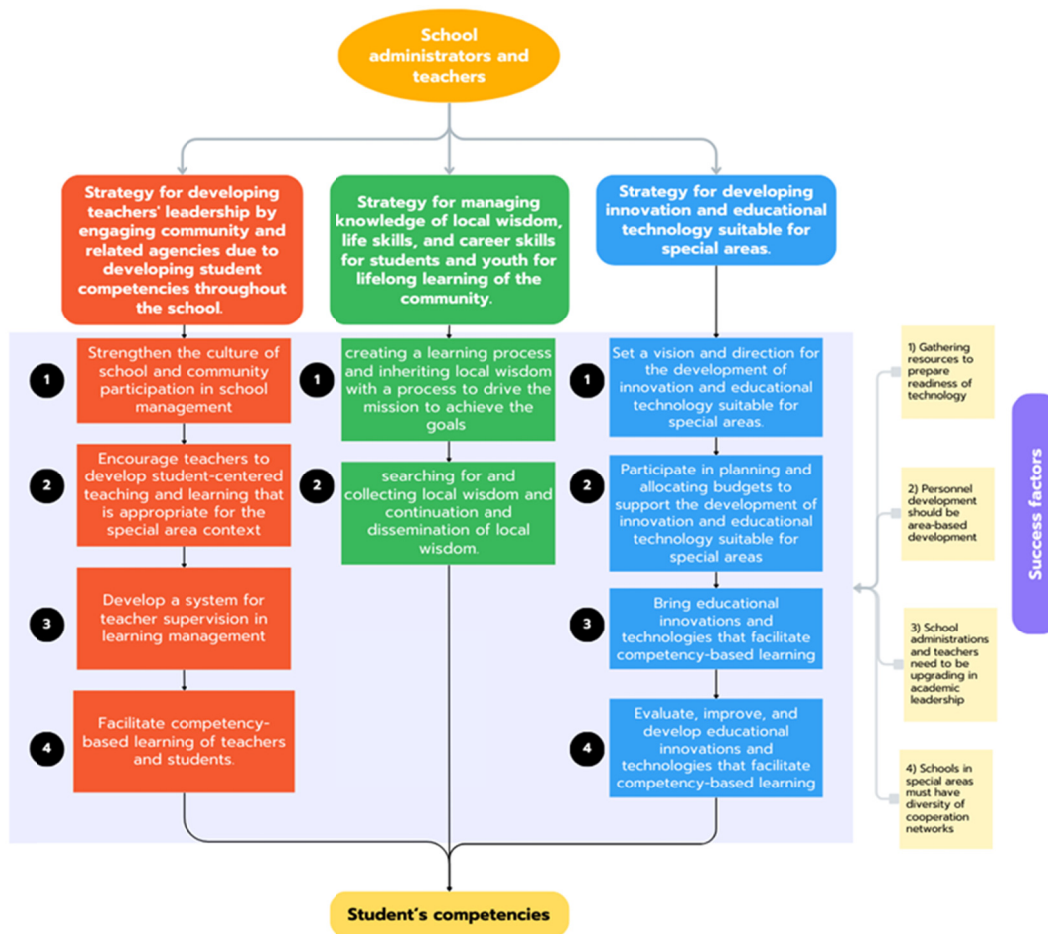 School
administrators and
teachers
Strategy for developing
teachers' leadership by
engaging community and
related agencies due to
developing student
competencies throughout
the school.
Strategy for managing
knowledge of local wisdom,
life skills, and career skills
for students and youth for
lifelong learning of the
community.
Strategy for developing
innovation and educational
technology suitable for
special areas.
1
Strengthen the culture of
school and community
participation in school
management
2
Encourage teachers to
develop student-centered
teaching and learning that
is appropriate for the
special area context
3
Develop a system for
teacher supervision in
learning management
4
Facilitate competency-
based learning of teachers
and students.
1
creating a learning process
and inheriting local wisdom
with a process to drive the
mission to achieve the
goals
2
searching for and
collecting local wisdom and
continuation and
dissemination of local
wisdom.
1
Set a vision and direction for
the development of
innovation and educational
technology suitable for
special areas.
2
Participate in planning and
allocating budgets to
support the development of
innovation and educational
technology suitable for
special areas
3
Bring educational
innovations and
technologies that facilitate
competency-based learning
4
Evaluate, improve, and
develop educational
innovations and
technologies that facilitate
competency-based learning
1) Gathering
resources to
prepare
readiness of
technology
2) Personnel
development
should be
area-based
development
3) School
administrations
and teachers
need to be
upgrading in
academic
leadership
4) Schools in
special areas
must have
diversity of
cooperation
networks
Success factors
Student's competencies